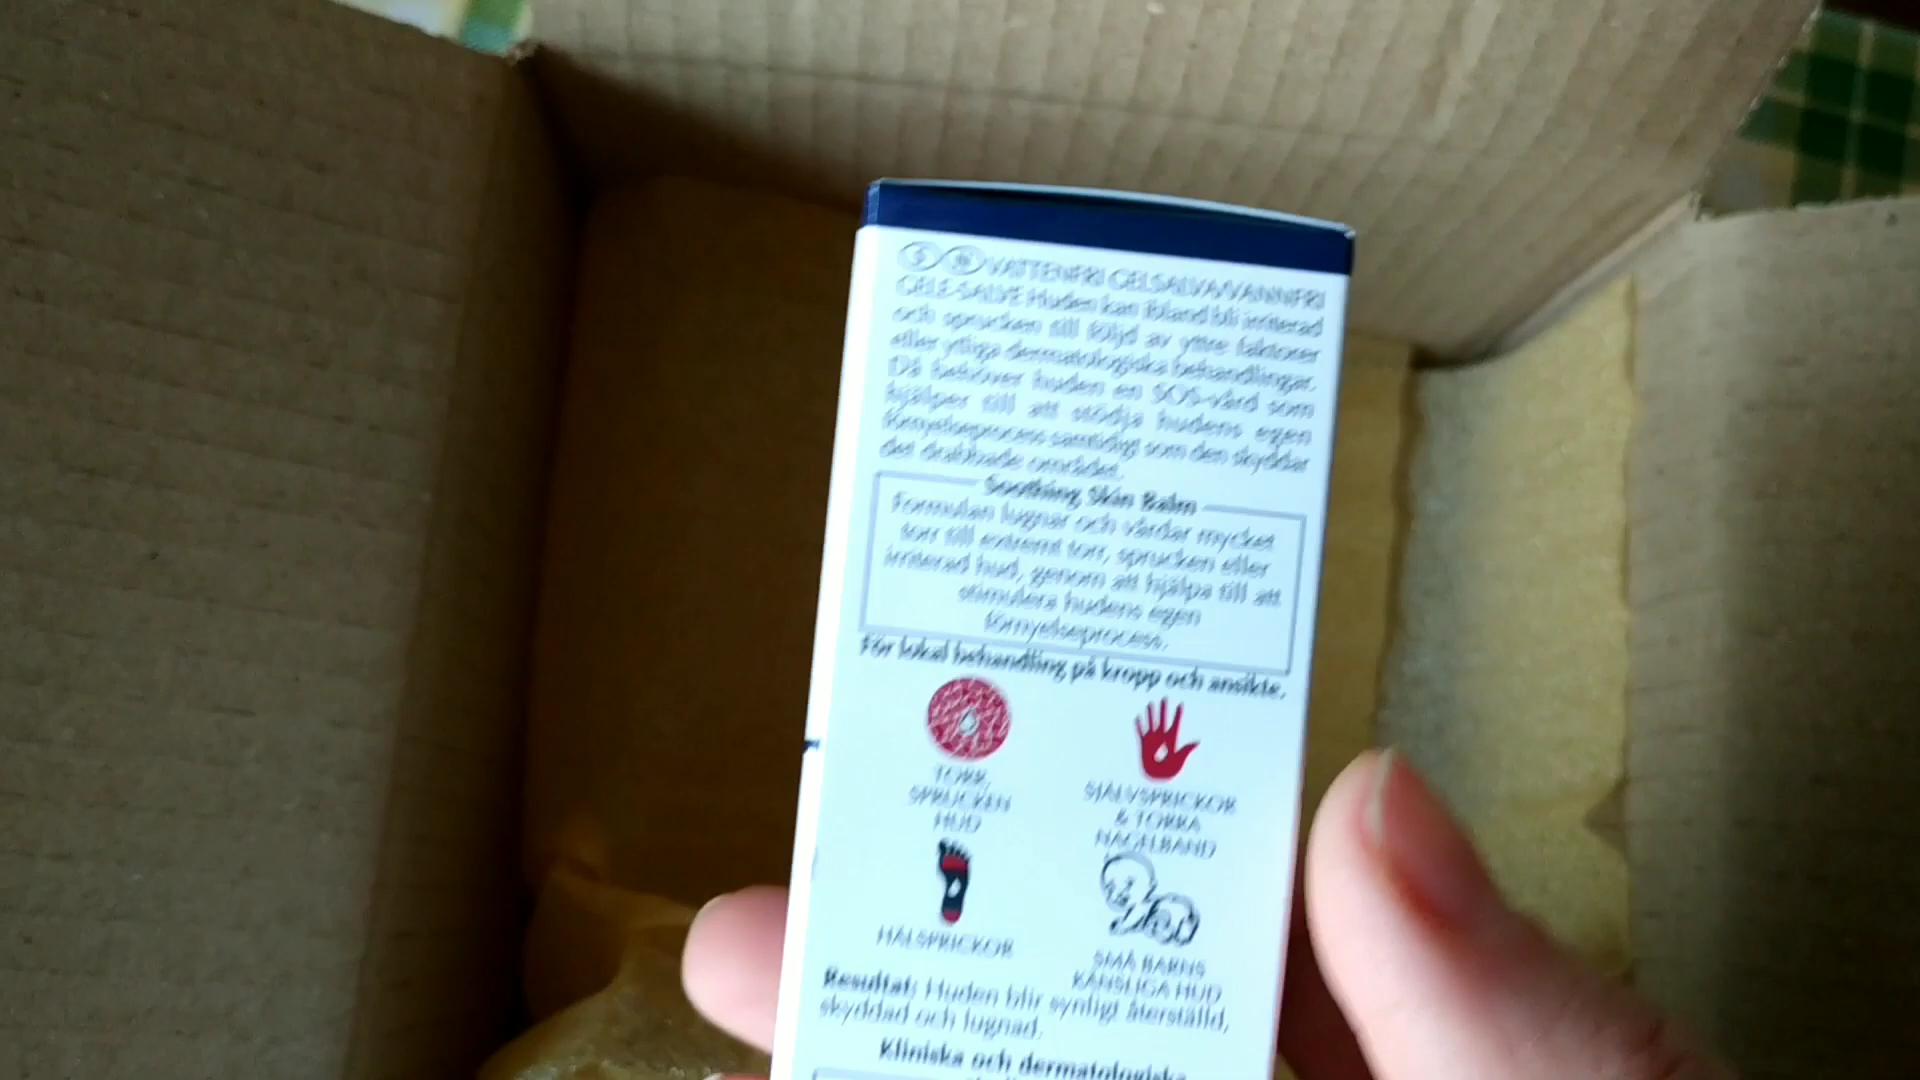 S N VATTENFRI GELSALVA/VANNFRI
GELE-SALVE Huden kan ibland bli irriterad
och sprucken till följd av yttre faktorer
eller ytliga dermatologiska behandlingar.
Då behöver huden en SOS-vård som
hjälper till att stödja hudens egen
förnyelseprocess samtidigt som den skyddar
det drabbade området.
Soothing Skin Balm
Formulan lugnar och vårdar mycket
torr till extremt torr, sprucken eller
irriterad hud, genom att hjälpa till att
stimulera hudens egen
förnyelseprocess.
För lokal behandling på kropp och ansikte.
TORR,
SPRUCKEN
HUD
SJÄLVSPRICKOR
& TORRA
NAGELBAND
HÄLSPRICKOR
SMÅ BARNS
KÄNSLIGA HUD
Resultat: Huden blir synligt återställd,
skyddad och lugnad.
Kliniska och dermatologiska